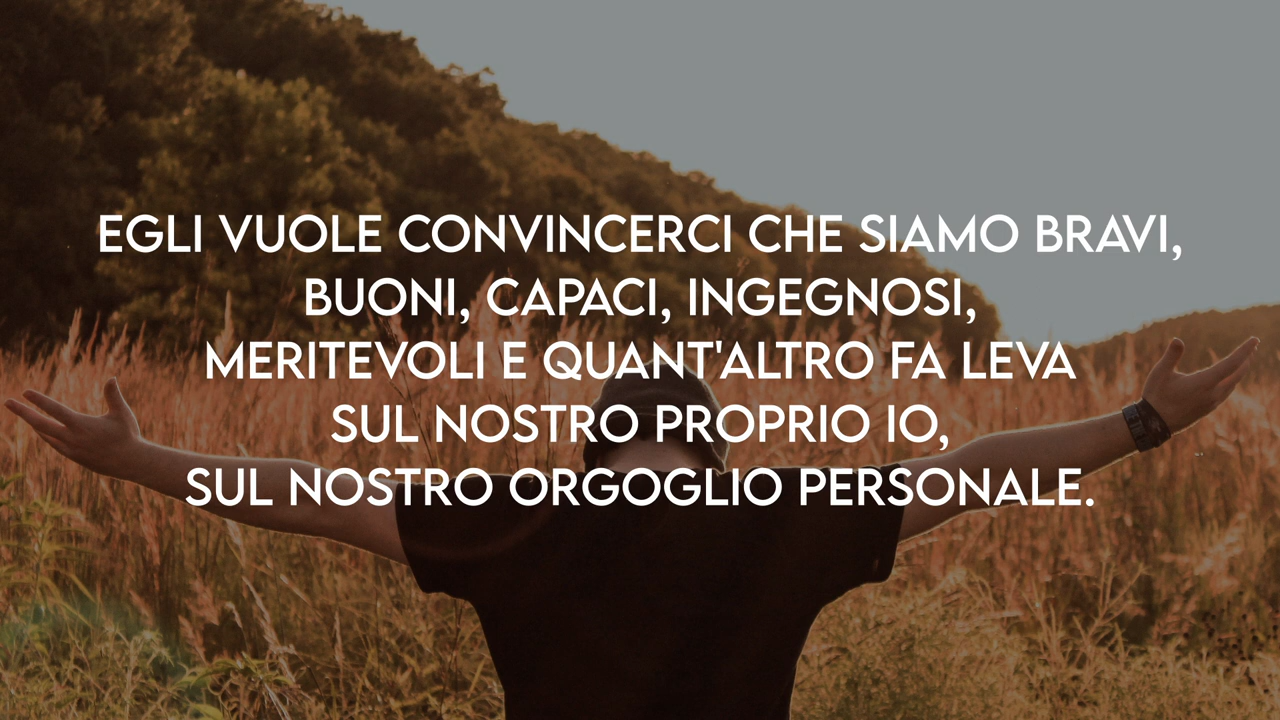 EGLI VUOLE CONVINCERCI CHE SIAMO BRAVI,
BUONI, CAPACI, INGEGNOSI,
MERITEVOLI E QUANT'ALTRO FA LEVA
SUL NOSTRO PROPRIO IO,
SUL NOSTRO ORGOGLIO PERSONALE.